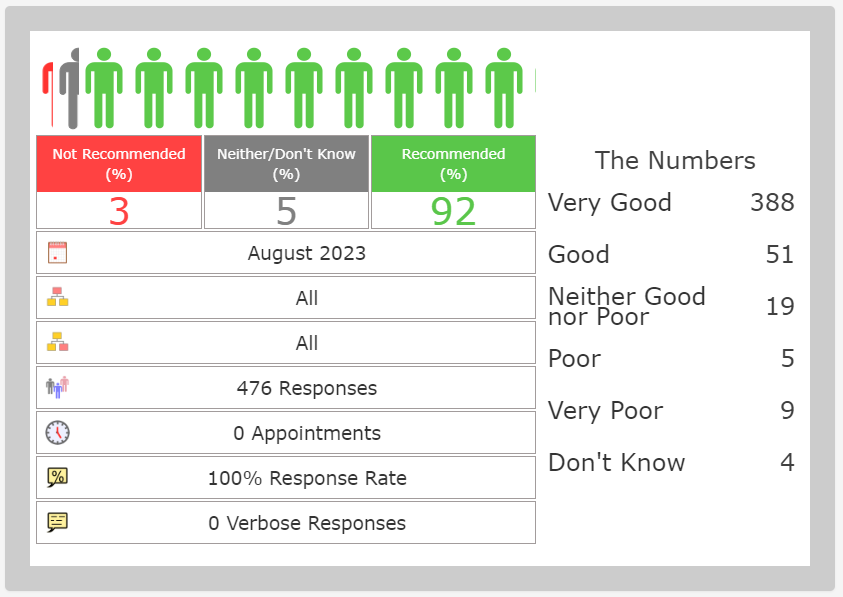 Not Recommended
(%)
Neither/Don't Know
(%)
Recommended
(%)
3
5
92
August 2023
All
All
476 Responses
0 Appointments
%
100% Response Rate
0 Verbose Responses
The Numbers
Very Good 388
Good 51
Neither Good
nor Poor 19
Poor 5
Very Poor 9
Don't Know 4